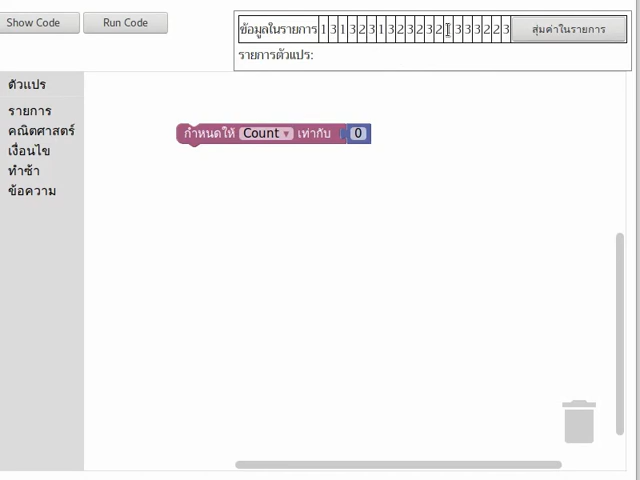 Show Code
Run Code
ข้อมูลในรายการ 1 3 1 3 2 3 1 3 2 3 2 3 2 3 3 3 2 2 3 สุ่มค่าในรายการ
รายการตัวแปร:
ตัวแปร
รายการ
คณิตศาสตร์
เงื่อนไข
ทำซ้ำ
ข้อความ
กำหนดให้ Count เท่ากับ 0